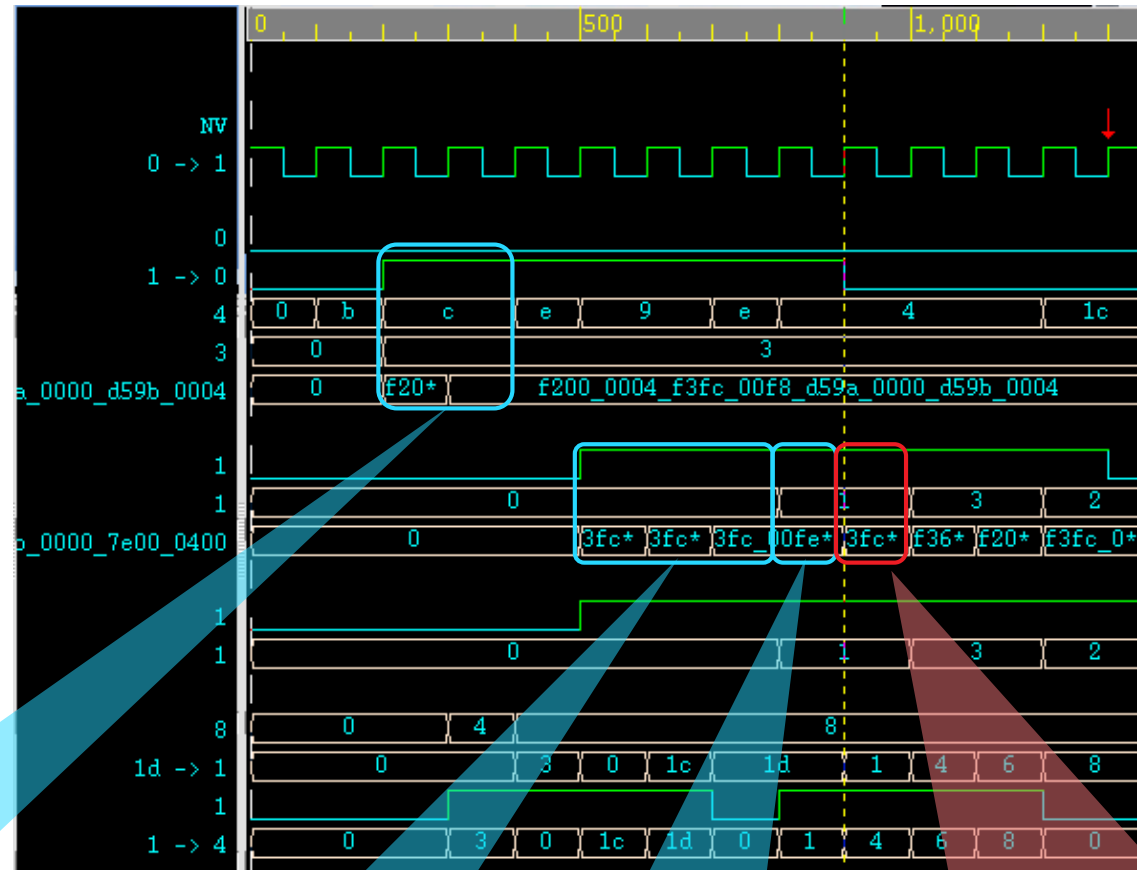 0 500 1,000
NV
0 -> 1
0
1 -> 0
4 0 b c e 9 e 4 1c
3 0 3
a_0000_d59b_0004 0 f20* f200_0004_f3fc_00f8_d59a_0000_d59b_0004
1
1 0 1 3 2
_0000_7e00_0400 0 3fc* 3fc* 3fc_00fe* 3fc* f36* f20* f3fc_0*
1
1 0 1 3 2
8 0 4 8
1d -> 1 0 3 0 1c 1d 1 4 6 8
1
1 -> 4 0 3 0 1c 1d 0 1 4 6 8 0